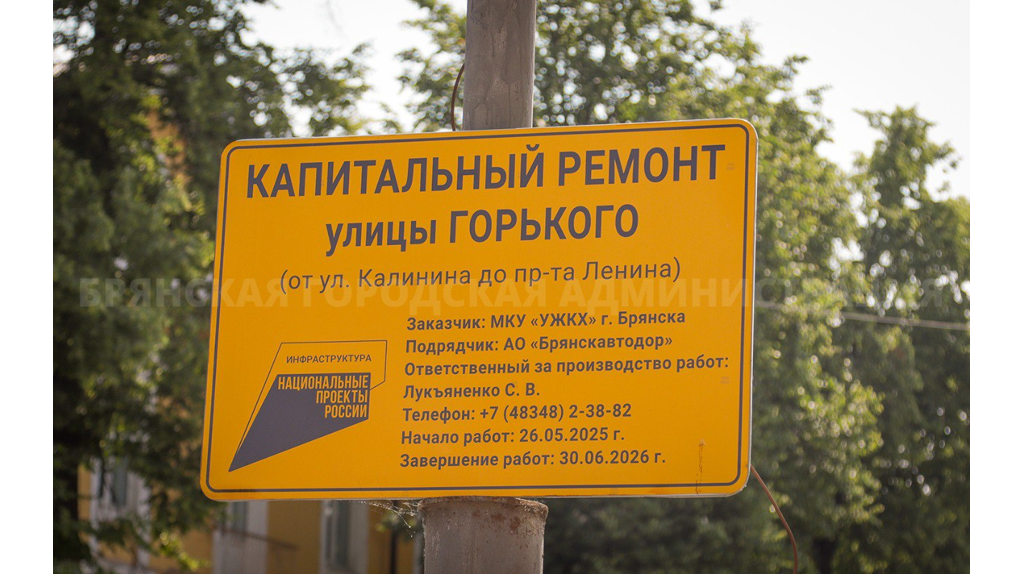 КАПИТАЛЬНЫЙ РЕМОНТ
улицы ГОРЬКОГО
(от ул. Калинина до пр-та Ленина)
БРЯНСКАЯ ГОРОДСКАЯ АДМИНИСТРАЦИЯ
Заказчик: МКУ «УЖКХ» г. Брянска
Подрядчик: АО «Брянскавтодор»
Ответственный за производство работ:
Лукъяненко С. В.
Телефон: +7 (48348) 2-38-82
Начало работ: 26.05.2025 г.
Завершение работ: 30.06.2026 г.
ИНФРАСТРУКТУРА
НАЦИОНАЛЬНЫЕ
ПРОЕКТЫ
РОССИИ